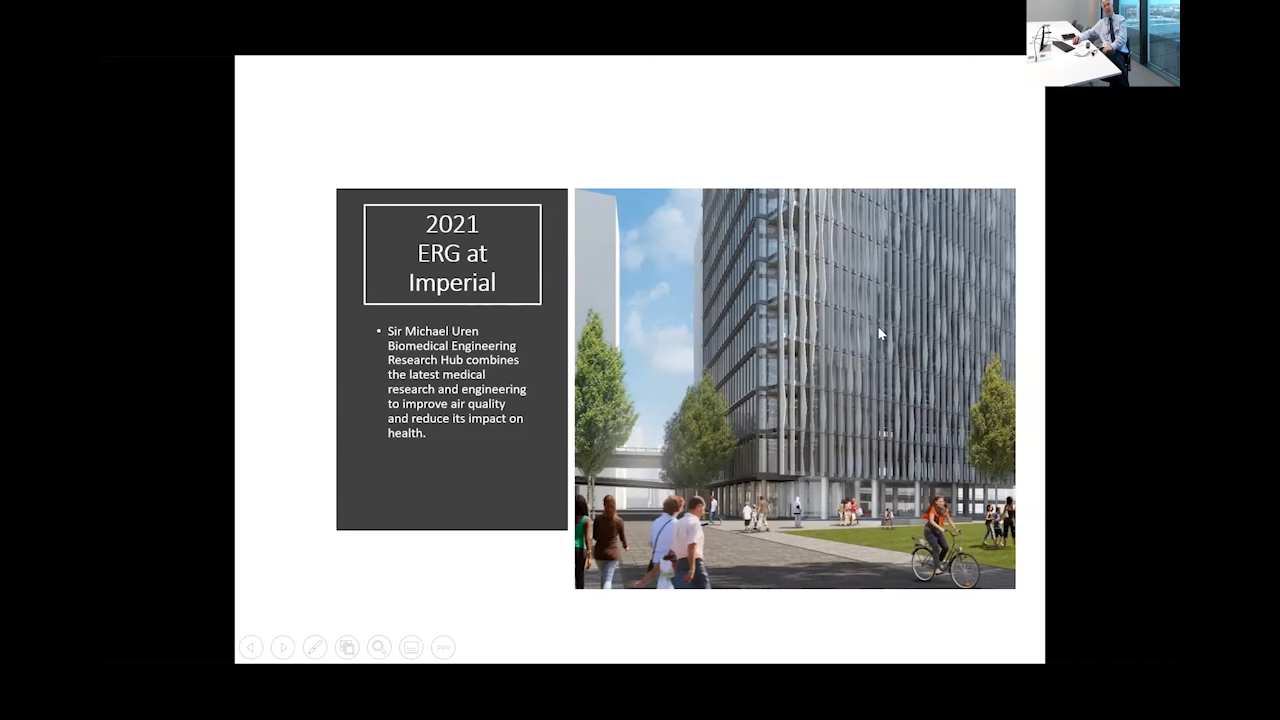 2021
ERG at
Imperial
• Sir Michael Uren
Biomedical Engineering
Research Hub combines
the latest medical
research and engineering
to improve air quality
and reduce its impact on
health.